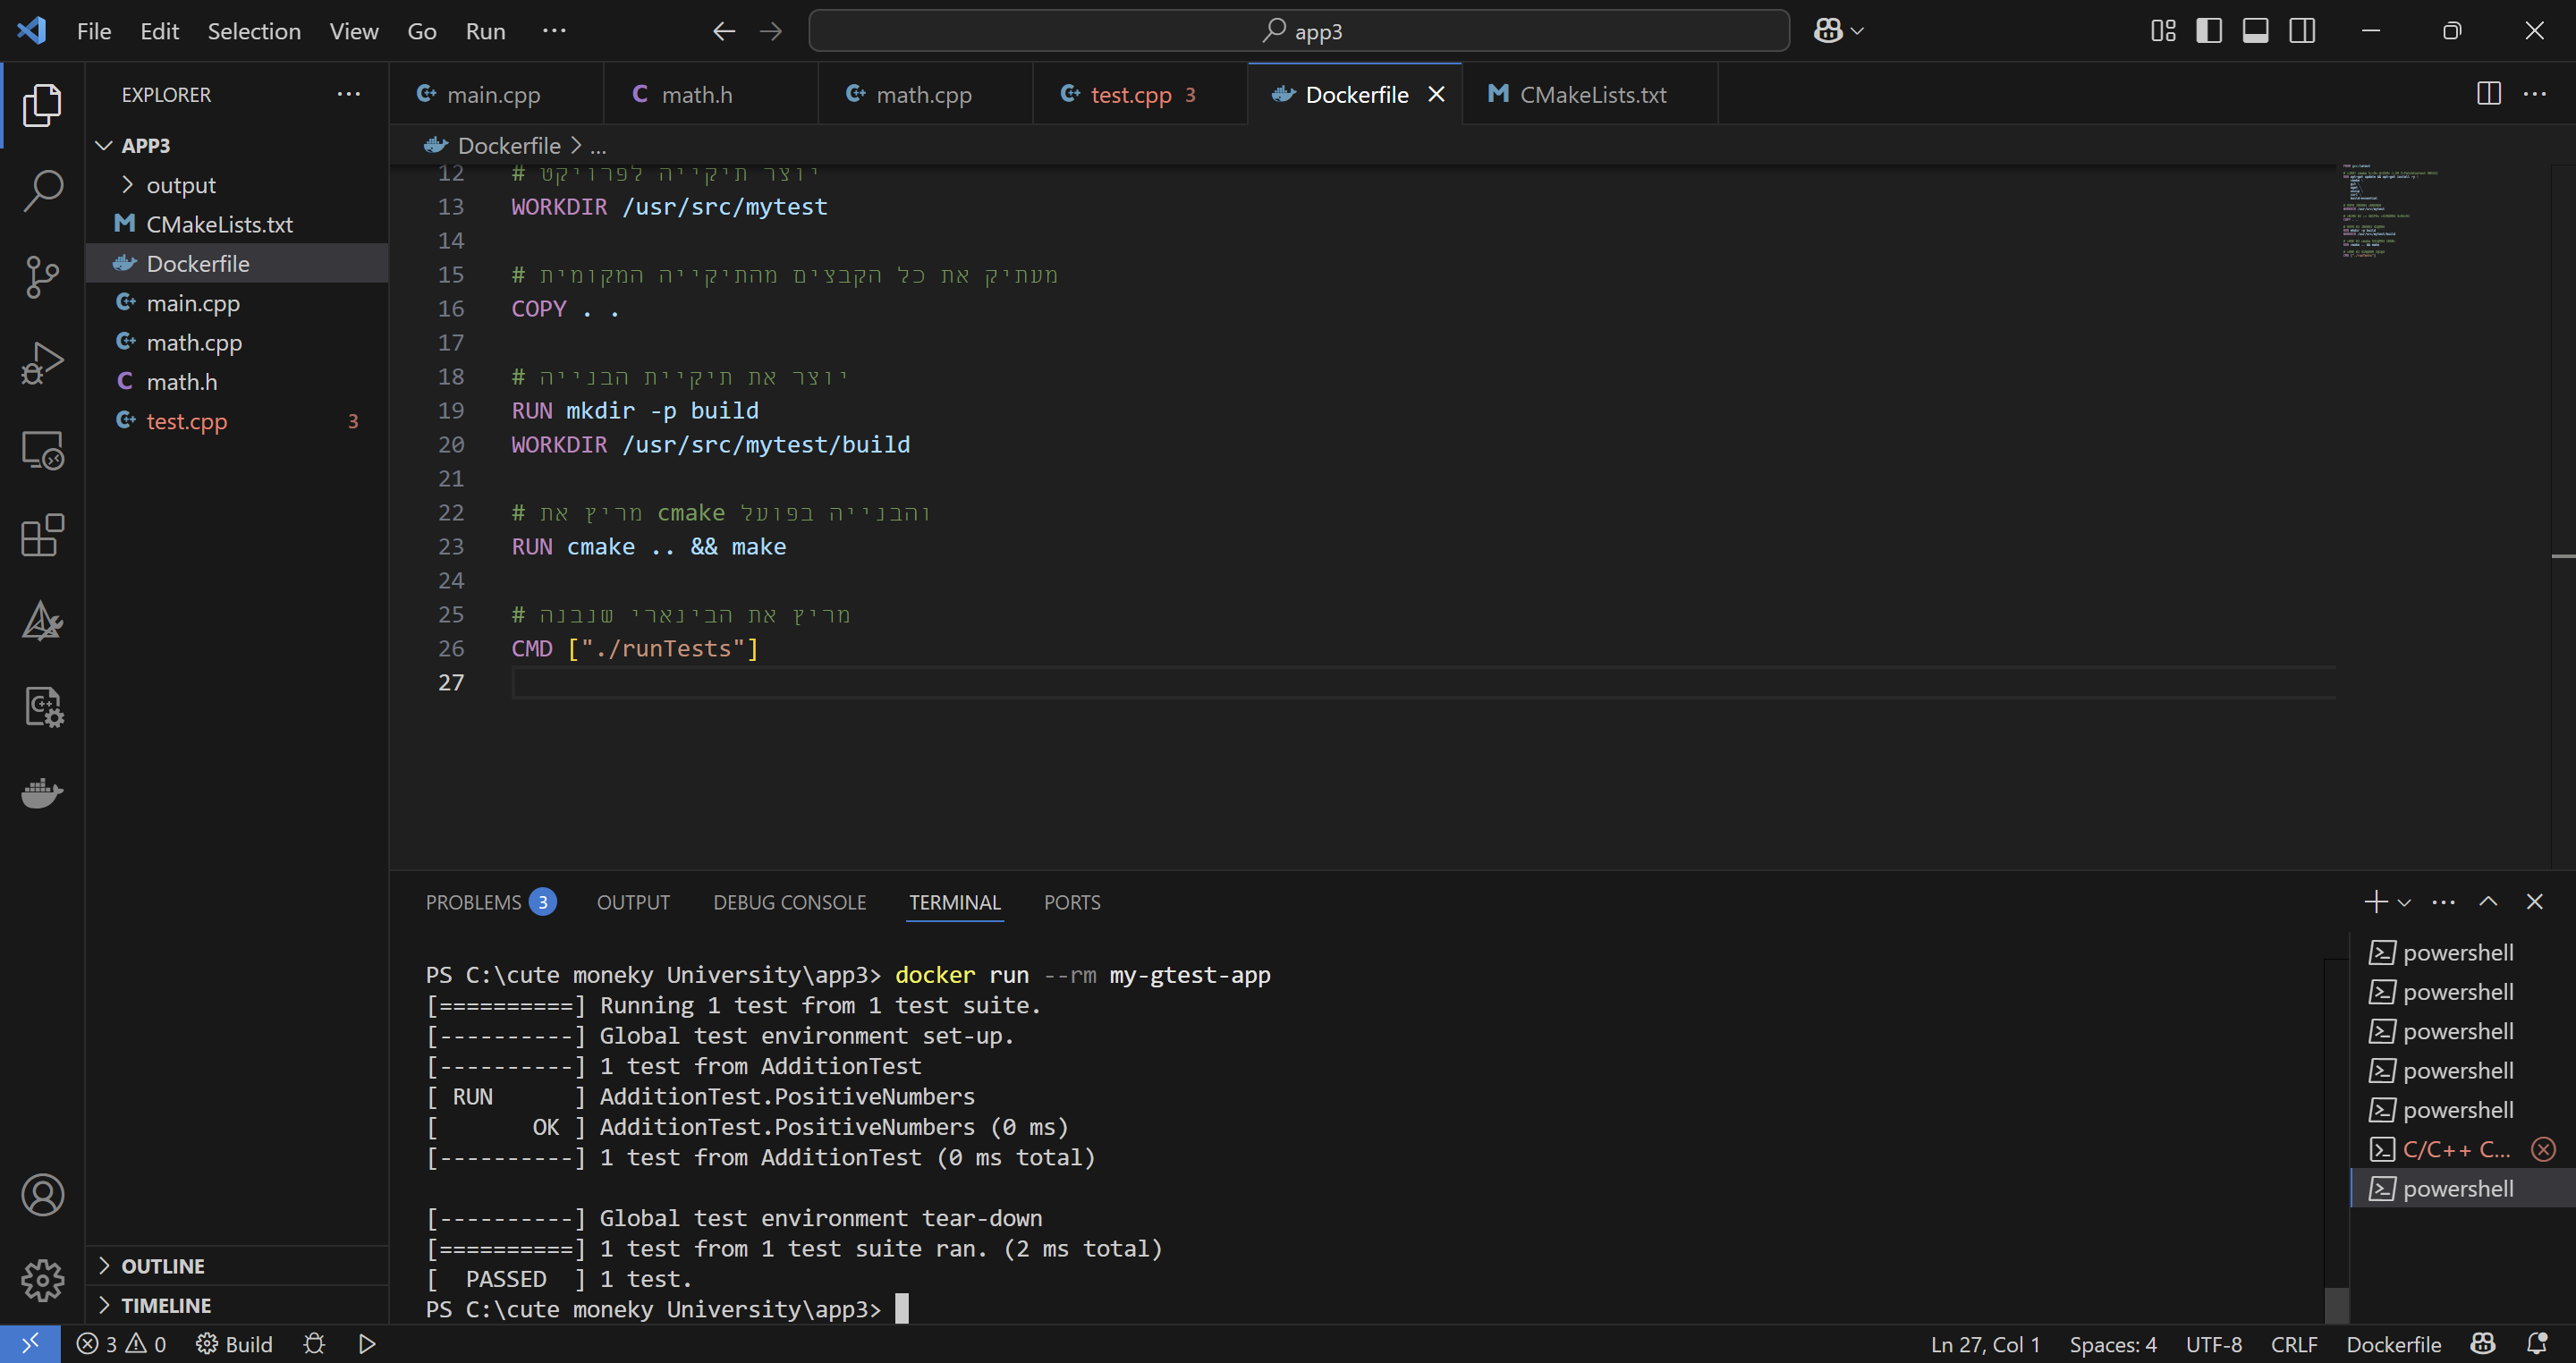 File Edit Selection View Go Run ...
app3
EXPLORER
APP3
output
CMakeLists.txt
Dockerfile
main.cpp
math.cpp
math.h
test.cpp 3
OUTLINE
TIMELINE
main.cpp
math.h
math.cpp
test.cpp 3
Dockerfile
CMakeLists.txt
Dockerfile > ...
12 # יוצר תיקייה לפרויקט
13 WORKDIR /usr/src/mytest
14
15 # מעתיק את כל הקבצים מהתיקייה המקומית
16 COPY . .
17
18 # יוצר את תיקיית הבנייה
19 RUN mkdir -p build
20 WORKDIR /usr/src/mytest/build
21
22 # מריץ את cmake והבנייה בפועל
23 RUN cmake .. && make
24
25 # מריץ את הבינארי שנבנה
26 CMD ["./runTests"]
27
PROBLEMS 3 OUTPUT DEBUG CONSOLE TERMINAL PORTS
PS C:\cute moneky University\app3> docker run --rm my-gtest-app
[==========] Running 1 test from 1 test suite.
[----------] Global test environment set-up.
[----------] 1 test from AdditionTest
[ RUN      ] AdditionTest.PositiveNumbers
[       OK ] AdditionTest.PositiveNumbers (0 ms)
[----------] 1 test from AdditionTest (0 ms total)
[----------] Global test environment tear-down
[==========] 1 test from 1 test suite ran. (2 ms total)
[  PASSED  ] 1 test.
PS C:\cute moneky University\app3>
powershell
powershell
powershell
powershell
powershell
C/C++ C...
powershell
3 0 Build
Ln 27, Col 1 Spaces: 4 UTF-8 CRLF Dockerfile